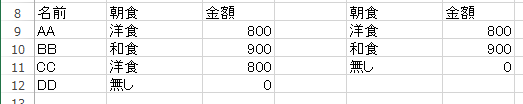 8 名前 朝食 金額 朝食 金額
9 AA 洋食 800 洋食 800
10 BB 和食 900 和食 900
11 CC 洋食 800 無し 0
12 DD 無し 0